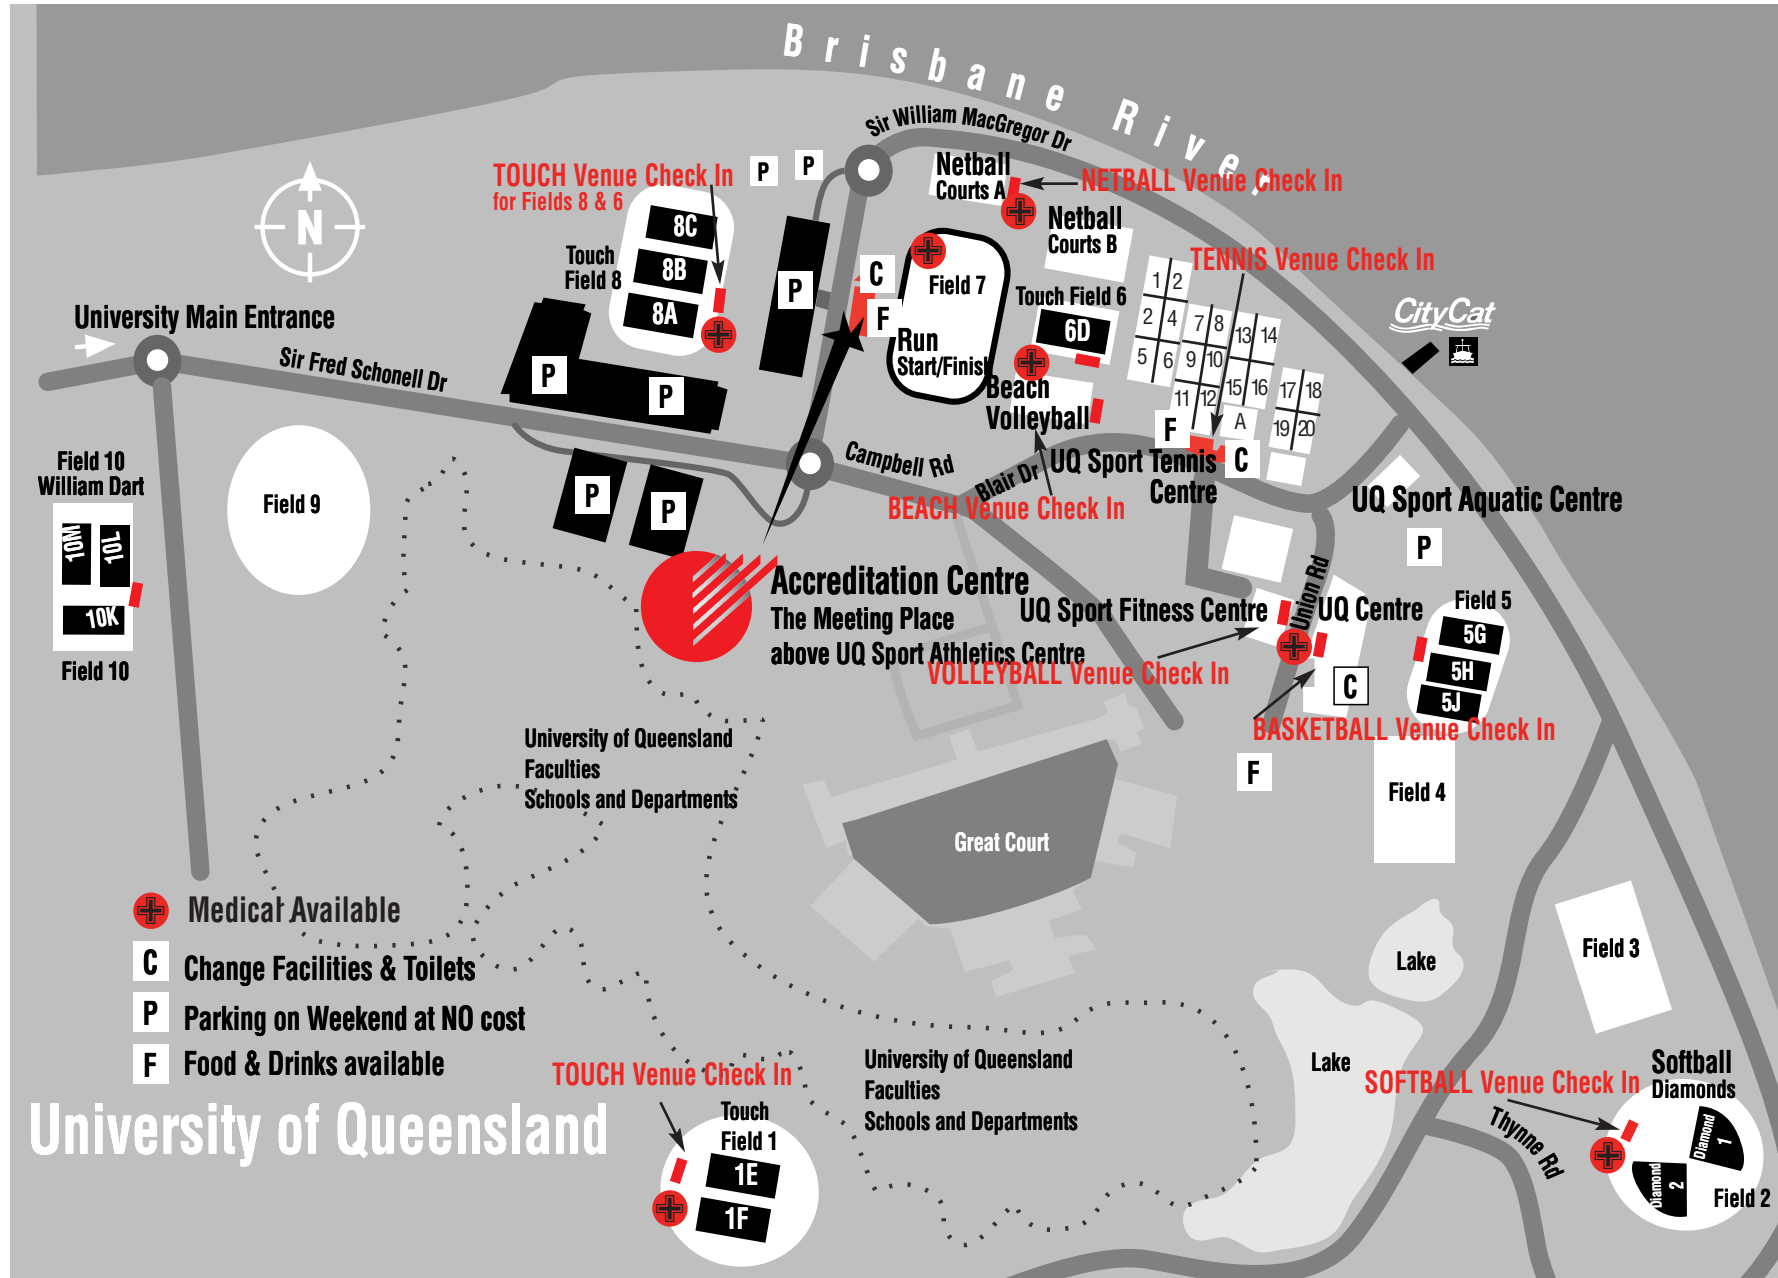 Brisbane River
Sir William MacGregor Dr
TOUCH Venue Check In
for Fields 8 & 6
P
P
Netball
Courts A
NETBALL Venue Check In
Netball
Courts B
N
8C
8B
8A
Touch
Field 8
P
C
F
Field 7
Run
Start/Finish
Touch Field 6
6D
TENNIS Venue Check In
1
2
2
4
5
6
7
8
9
10
11
12
13
14
15
16
A
17
18
19
20
CityCat
University Main Entrance
Sir Fred Schonell Dr
P
P
Beach
Volleyball
F
C
UQ Sport Tennis
Centre
Campbell Rd
Blair Dr
BEACH Venue Check In
UQ Sport Aquatic Centre
P
Field 10
William Dart
10M
10L
10K
Field 10
Field 9
P
P
Accreditation Centre
The Meeting Place
above UQ Sport Athletics Centre
UQ Sport Fitness Centre
Union Rd
UQ Centre
VOLLEYBALL Venue Check In
C
BASKETBALL Venue Check In
Field 5
5G
5H
5J
F
Field 4
University of Queensland
Faculties
Schools and Departments
Great Court
Lake
Field 3
Lake
Medical Available
C
Change Facilities & Toilets
P
Parking on Weekend at NO cost
F
Food & Drinks available
University of Queensland
TOUCH Venue Check In
Touch
Field 1
1E
1F
University of Queensland
Faculties
Schools and Departments
SOFTBALL Venue Check In
Softball
Diamonds
Thynne Rd
Diamond
1
Diamond
2
Field 2